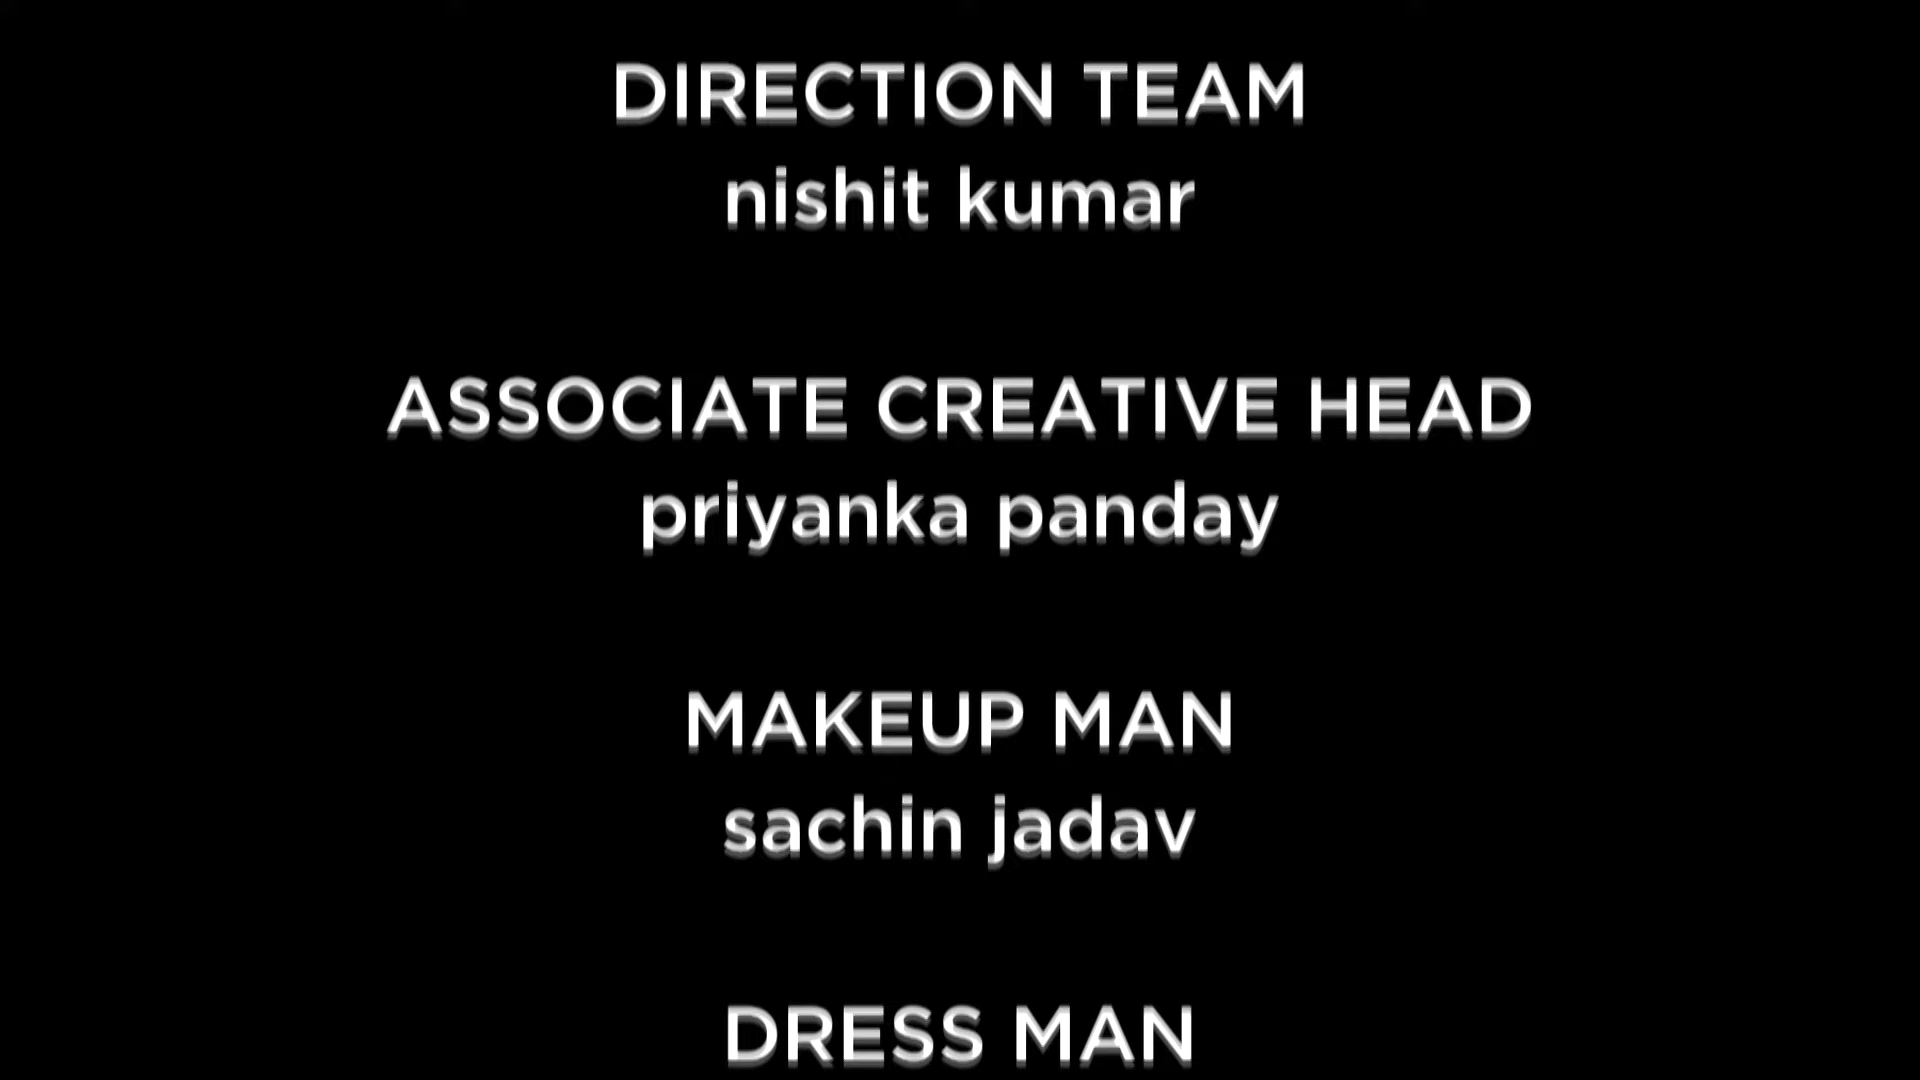 DIRECTION TEAM
nishit kumar
ASSOCIATE CREATIVE HEAD
priyanka panday
MAKEUP MAN
sachin jadav
DRESS MAN